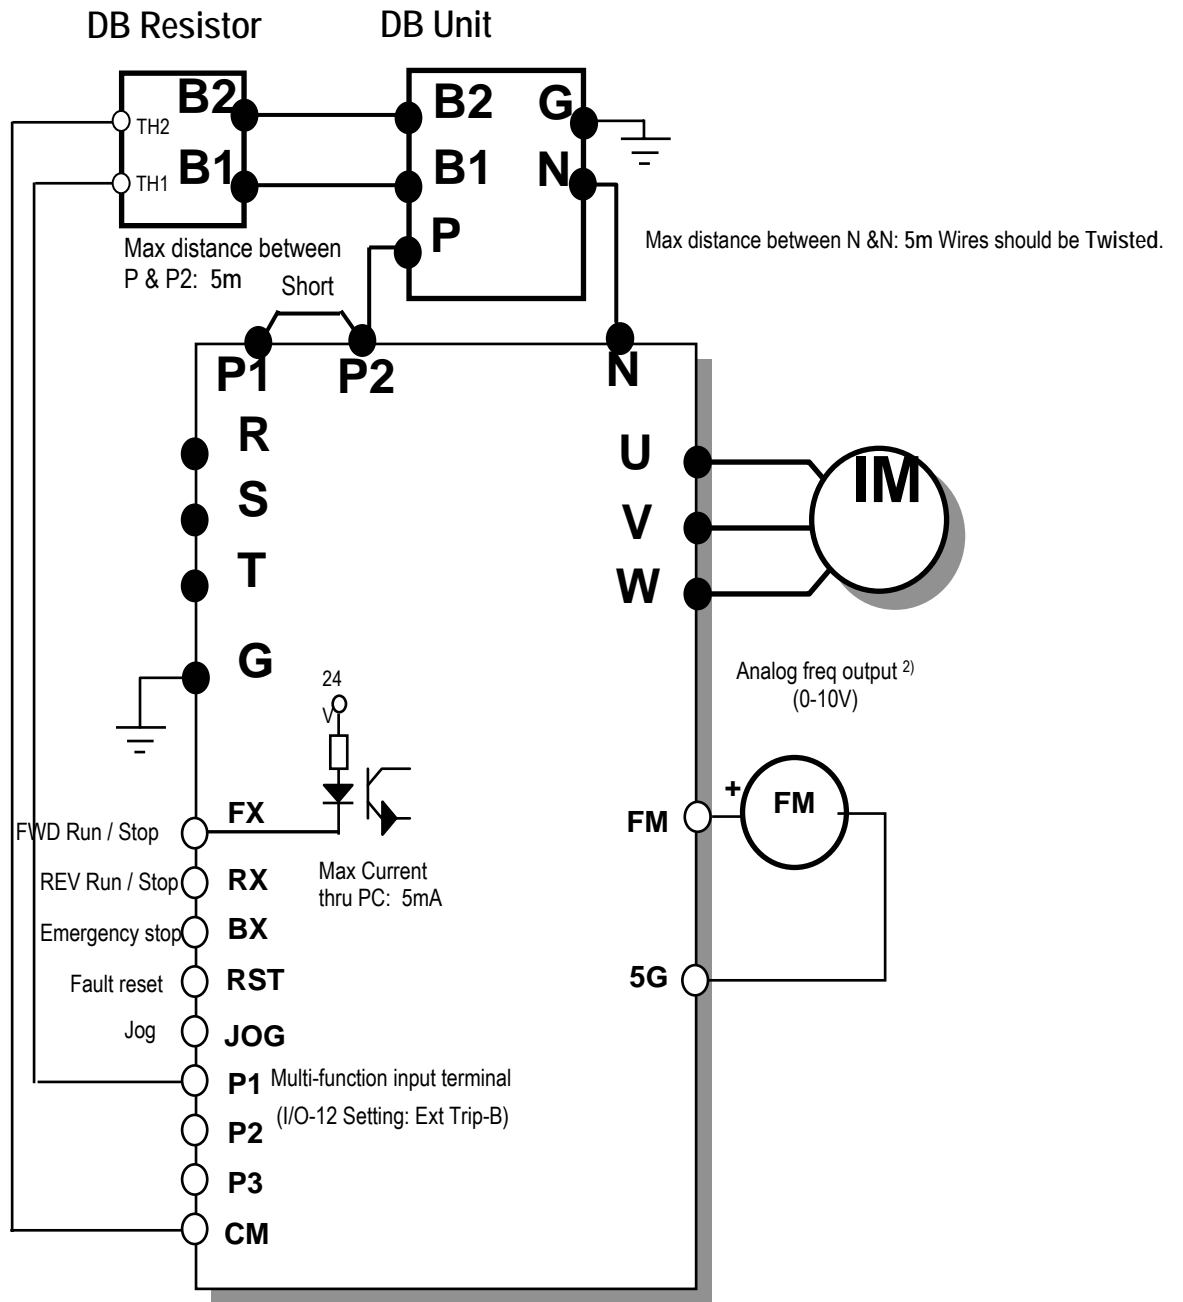 DB Resistor
DB Unit
B2
TH2
B1
TH1
B2
G
B1
N
P
Max distance between
P & P2: 5m
Max distance between N &N: 5m Wires should be Twisted.
Short
P1
P2
N
R
S
T
G
U
V
W
IM
24
V
Analog freq output 2)
(0-10V)
FM
+
FM
5G
FWD Run / Stop
FX
REV Run / Stop
RX
Max Current
thru PC: 5mA
Emergency stop
BX
Fault reset
RST
Jog
JOG
P1
Multi-function input terminal
(I/O-12 Setting: Ext Trip-B)
P2
P3
CM